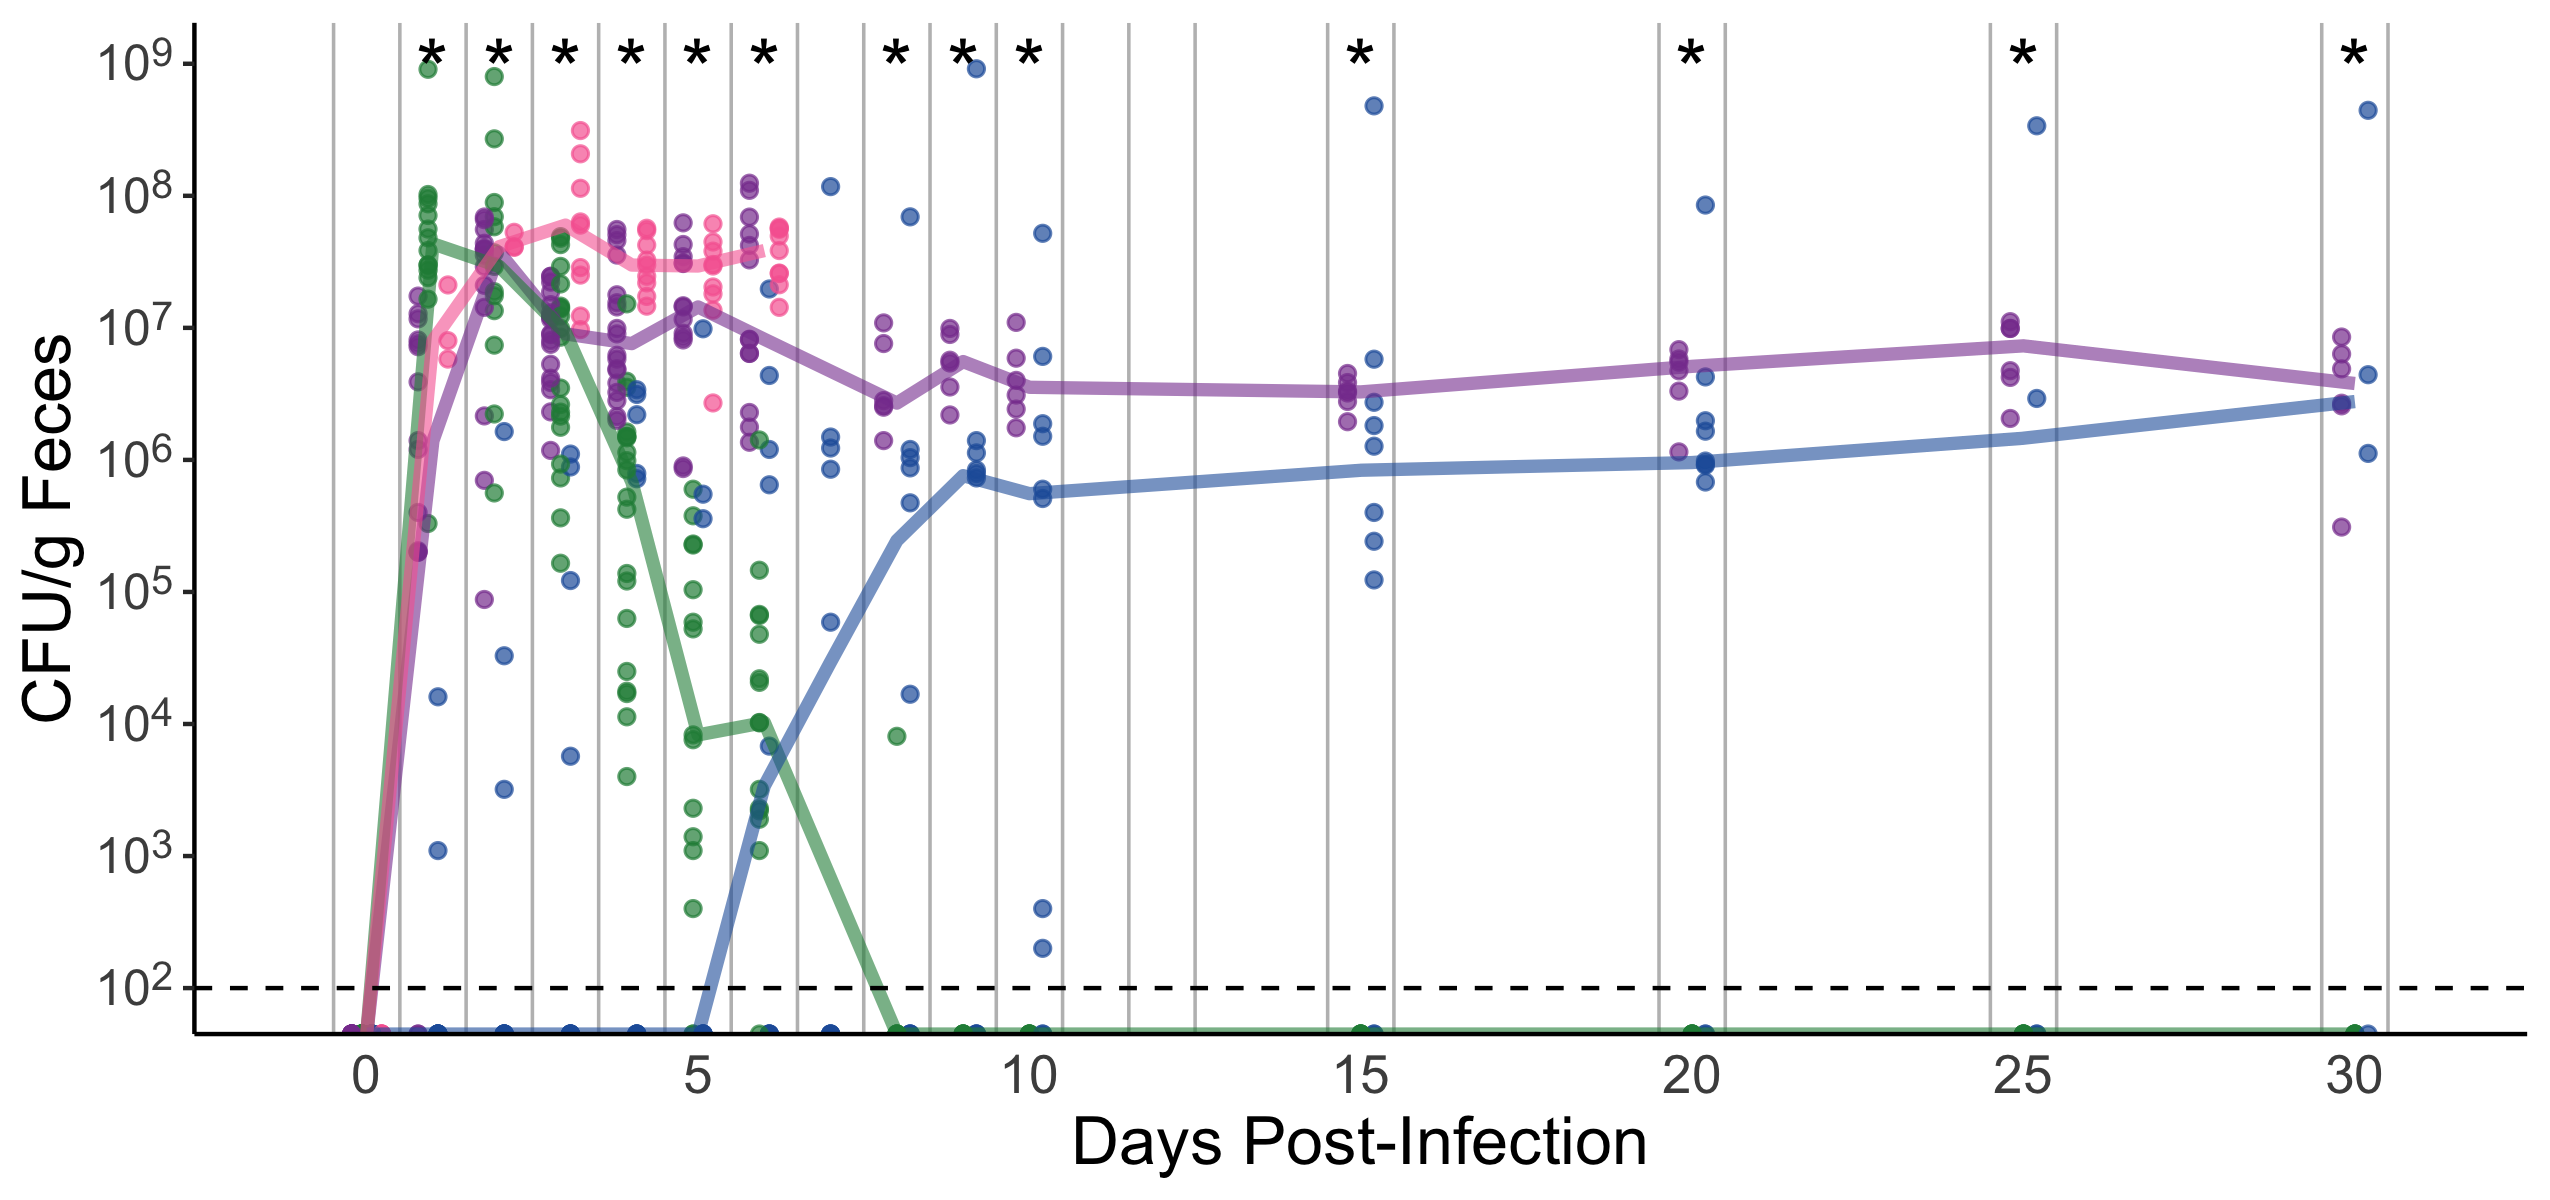 * * * * * * * * * * * * *
10⁹
10⁸
10⁷
10⁶
10⁵
10⁴
10³
10²
CFU/g Feces
0 5 10 15 20 25 30
Days Post-Infection